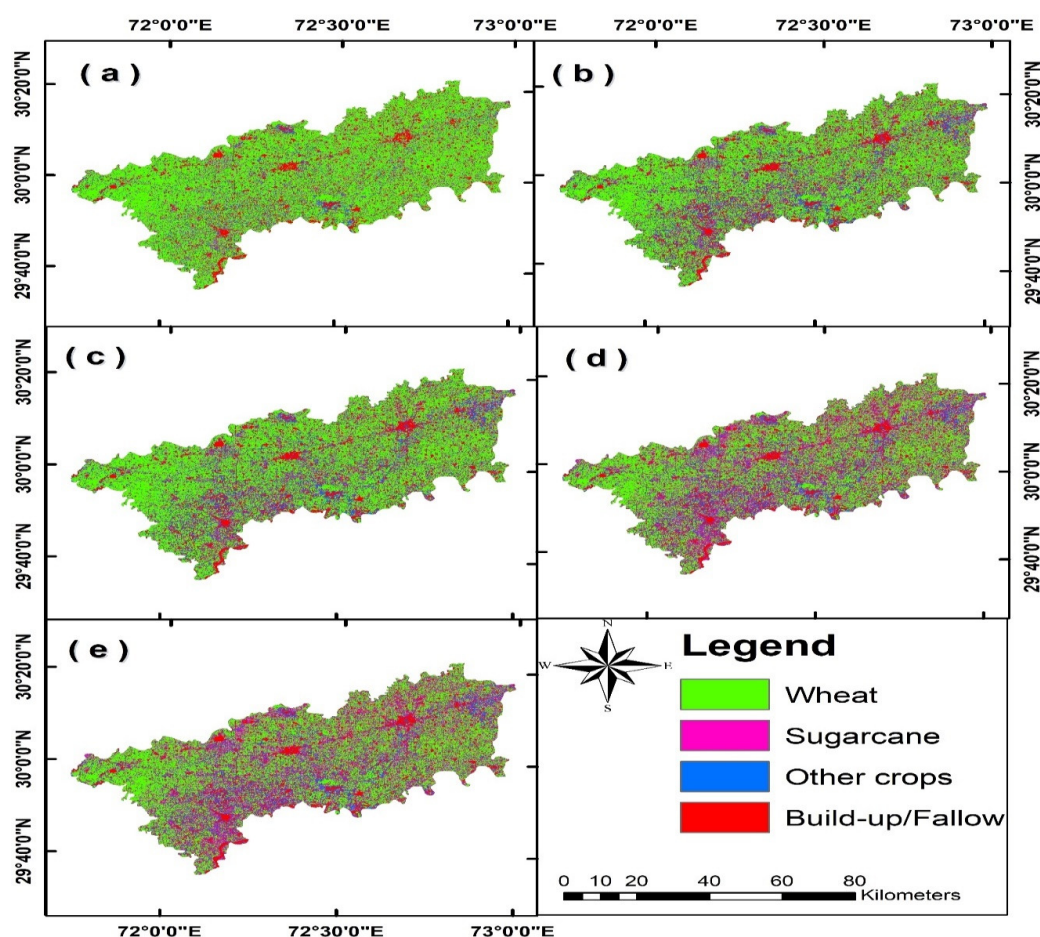 72°0'0"E 72°30'0"E 73°0'0"E 72°0'0"E 72°30'0"E 73°0'0"E
( a )
( b )
30°20'0"N
30°0'0"N
29°40'0"N
30°20'0"N
30°0'0"N
29°40'0"N
( c )
( d )
30°20'0"N
30°0'0"N
29°40'0"N
30°20'0"N
30°0'0"N
29°40'0"N
( e )
30°20'0"N
30°0'0"N
29°40'0"N
N
W E
S
Legend
Wheat
Sugarcane
Other crops
Build-up/Fallow
0 10 20 40 60 80
Kilometers
72°0'0"E 72°30'0"E 73°0'0"E